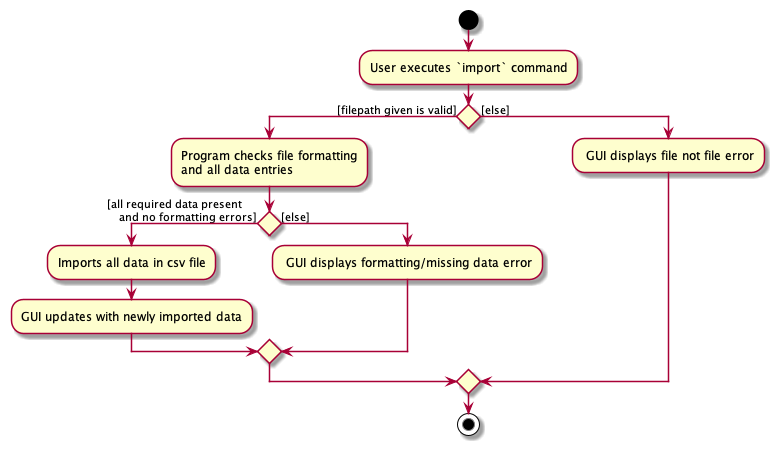 User executes `import` command
[filepath given is valid]
[else]
Program checks file formatting
and all data entries
GUI displays file not file error
[all required data present
and no formatting errors]
[else]
Imports all data in csv file
GUI displays formatting/missing data error
GUI updates with newly imported data